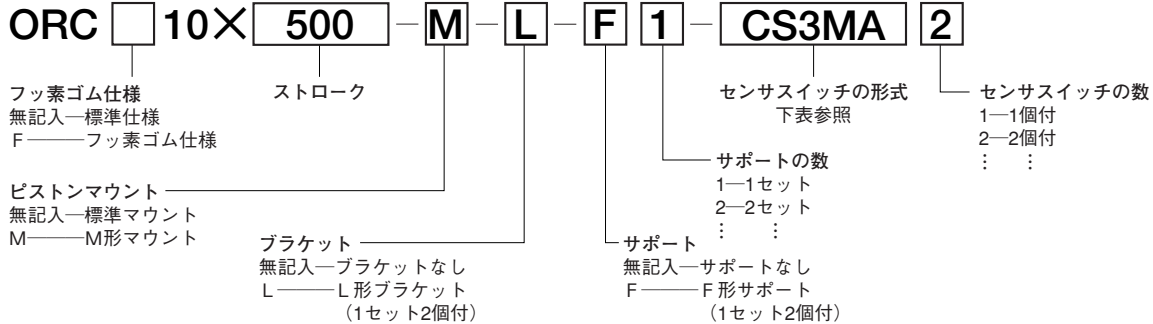 ORC □ 10×500-M-L-F1-CS3MA2
フッ素ゴム仕様
無記入―標準仕様
F―――フッ素ゴム仕様
ストローク
センサスイッチの形式
下表参照
センサスイッチの数
1―1個付
2―2個付
⋮ ⋮
サポートの数
1―1セット
2―2セット
⋮ ⋮
ピストンマウント
無記入―標準マウント
M―――M形マウント
ブラケット
無記入―ブラケットなし
L―――L形ブラケット
(1セット2個付)
サポート
無記入―サポートなし
F―――F形サポート
(1セット2個付)